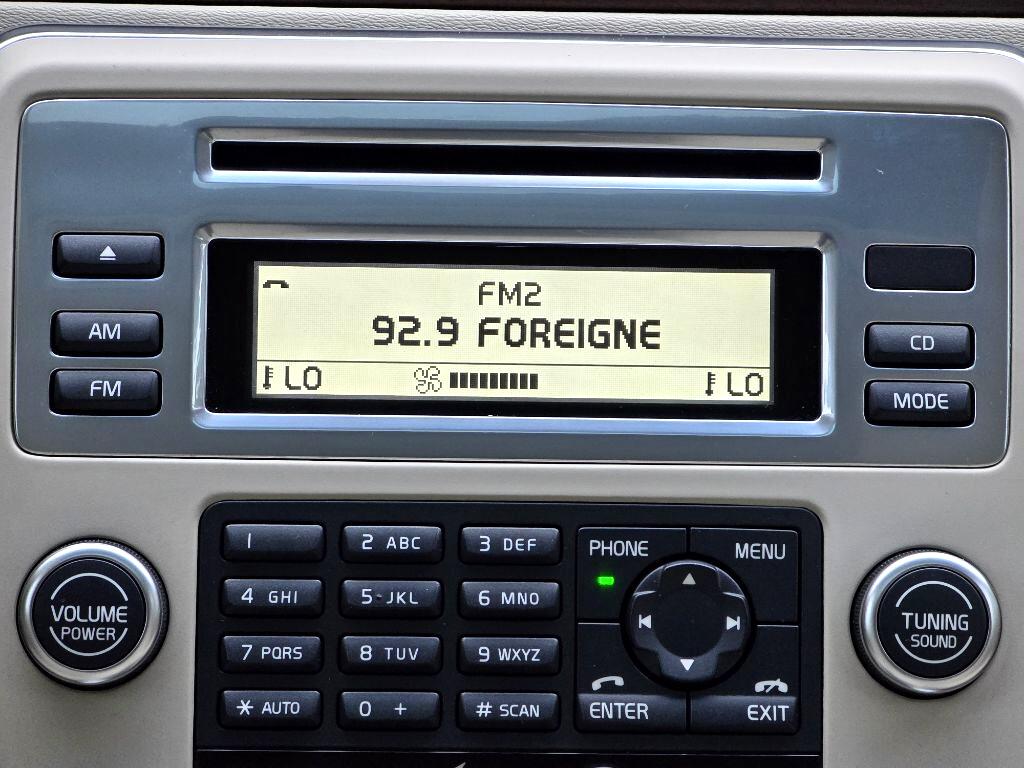 FM2
92.9 FOREIGNE
LO LO
AM
FM
CD
MODE
1
2 ABC
3 DEF
4 GHI
5 JKL
6 MNO
7 PQRS
8 TUV
9 WXYZ
* AUTO
0 +
# SCAN
PHONE
MENU
ENTER
EXIT
VOLUME
POWER
TUNING
SOUND